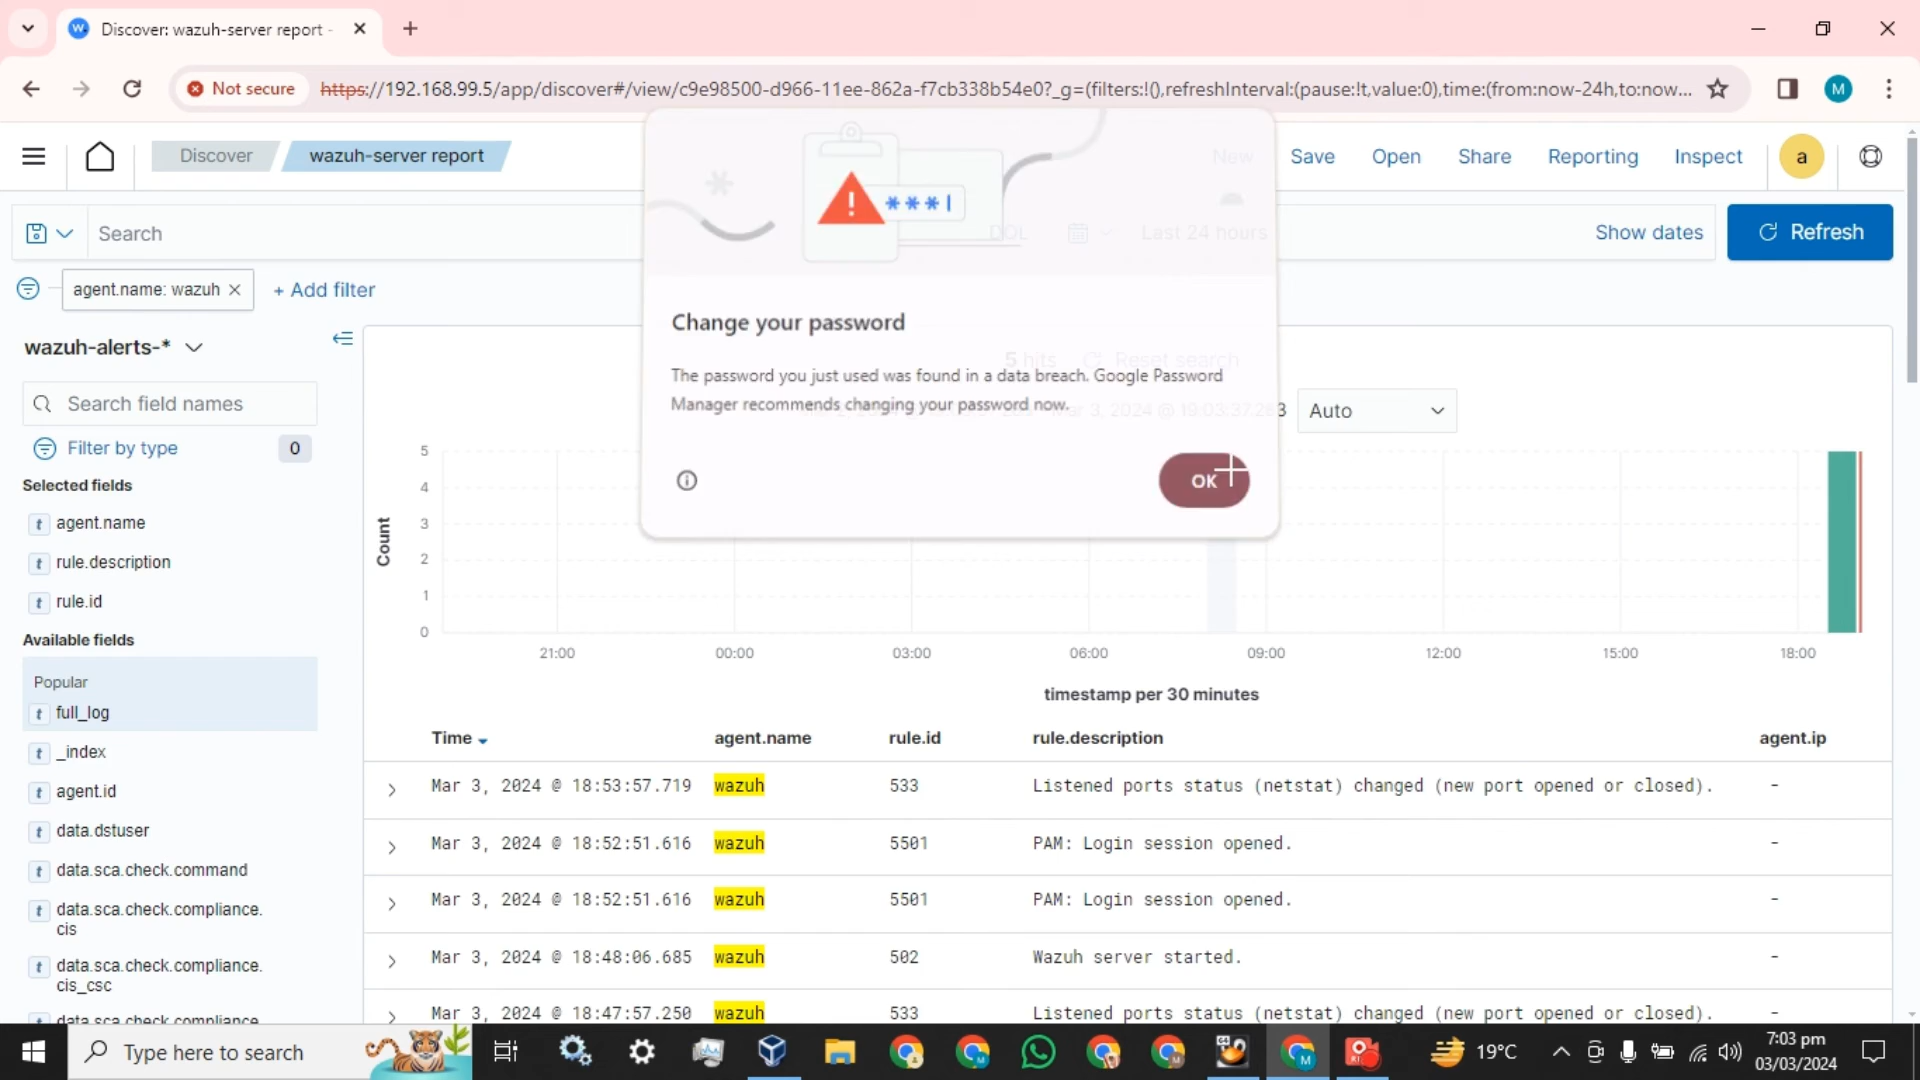 Discover: wazuh-server report -
Not secure
https://192.168.99.5/app/discover#/view/c9e98500-d966-11ee-862a-f7cb338b54e0?_g=(filters:!(),refreshInterval:(pause:!t,value:0),time:(from:now-24h,to:now...
M
Discover
wazuh-server report
New
Save
Open
Share
Reporting
Inspect
a
Search
DQL
Last 24 hours
Show dates
Refresh
agent.name: wazuh
+ Add filter
Change your password
The password you just used was found in a data breach. Google Password
Manager recommends changing your password now.
OK
wazuh-alerts-*
Search field names
Filter by type
0
Selected fields
t agent.name
t rule.description
t rule.id
Available fields
Popular
t full_log
t _index
t agent.id
t data.dstuser
t data.sca.check.command
t data.sca.check.compliance.
cis
t data.sca.check.compliance.
cis_csc
t data.sca.check.compliance
5 hits
Reset search
Mar 3, 2024 @ 19:03:37.283
Auto
Count
5
4
3
2
1
0
21:00
00:00
03:00
06:00
09:00
12:00
15:00
18:00
timestamp per 30 minutes
Time agent.name rule.id rule.description agent.ip
Mar 3, 2024 @ 18:53:57.719 wazuh 533 Listened ports status (netstat) changed (new port opened or closed). -
Mar 3, 2024 @ 18:52:51.616 wazuh 5501 PAM: Login session opened. -
Mar 3, 2024 @ 18:52:51.616 wazuh 5501 PAM: Login session opened. -
Mar 3, 2024 @ 18:48:06.685 wazuh 502 Wazuh server started. -
Mar 3, 2024 @ 18:47:57.250 wazuh 533 Listened ports status (netstat) changed (new port opened or closed). -
Type here to search
64
M
19°C
7:03 pm
03/03/2024